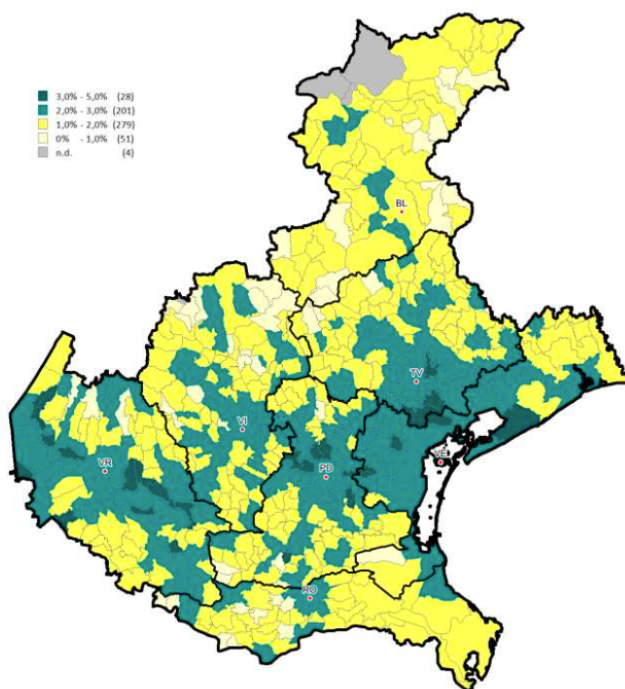 3,0% - 5,0% (28)
2,0% - 3,0% (201)
1,0% - 2,0% (279)
0% - 1,0% (51)
n.d. (4)
BL
TV
VI
VE
VR
PD
RO